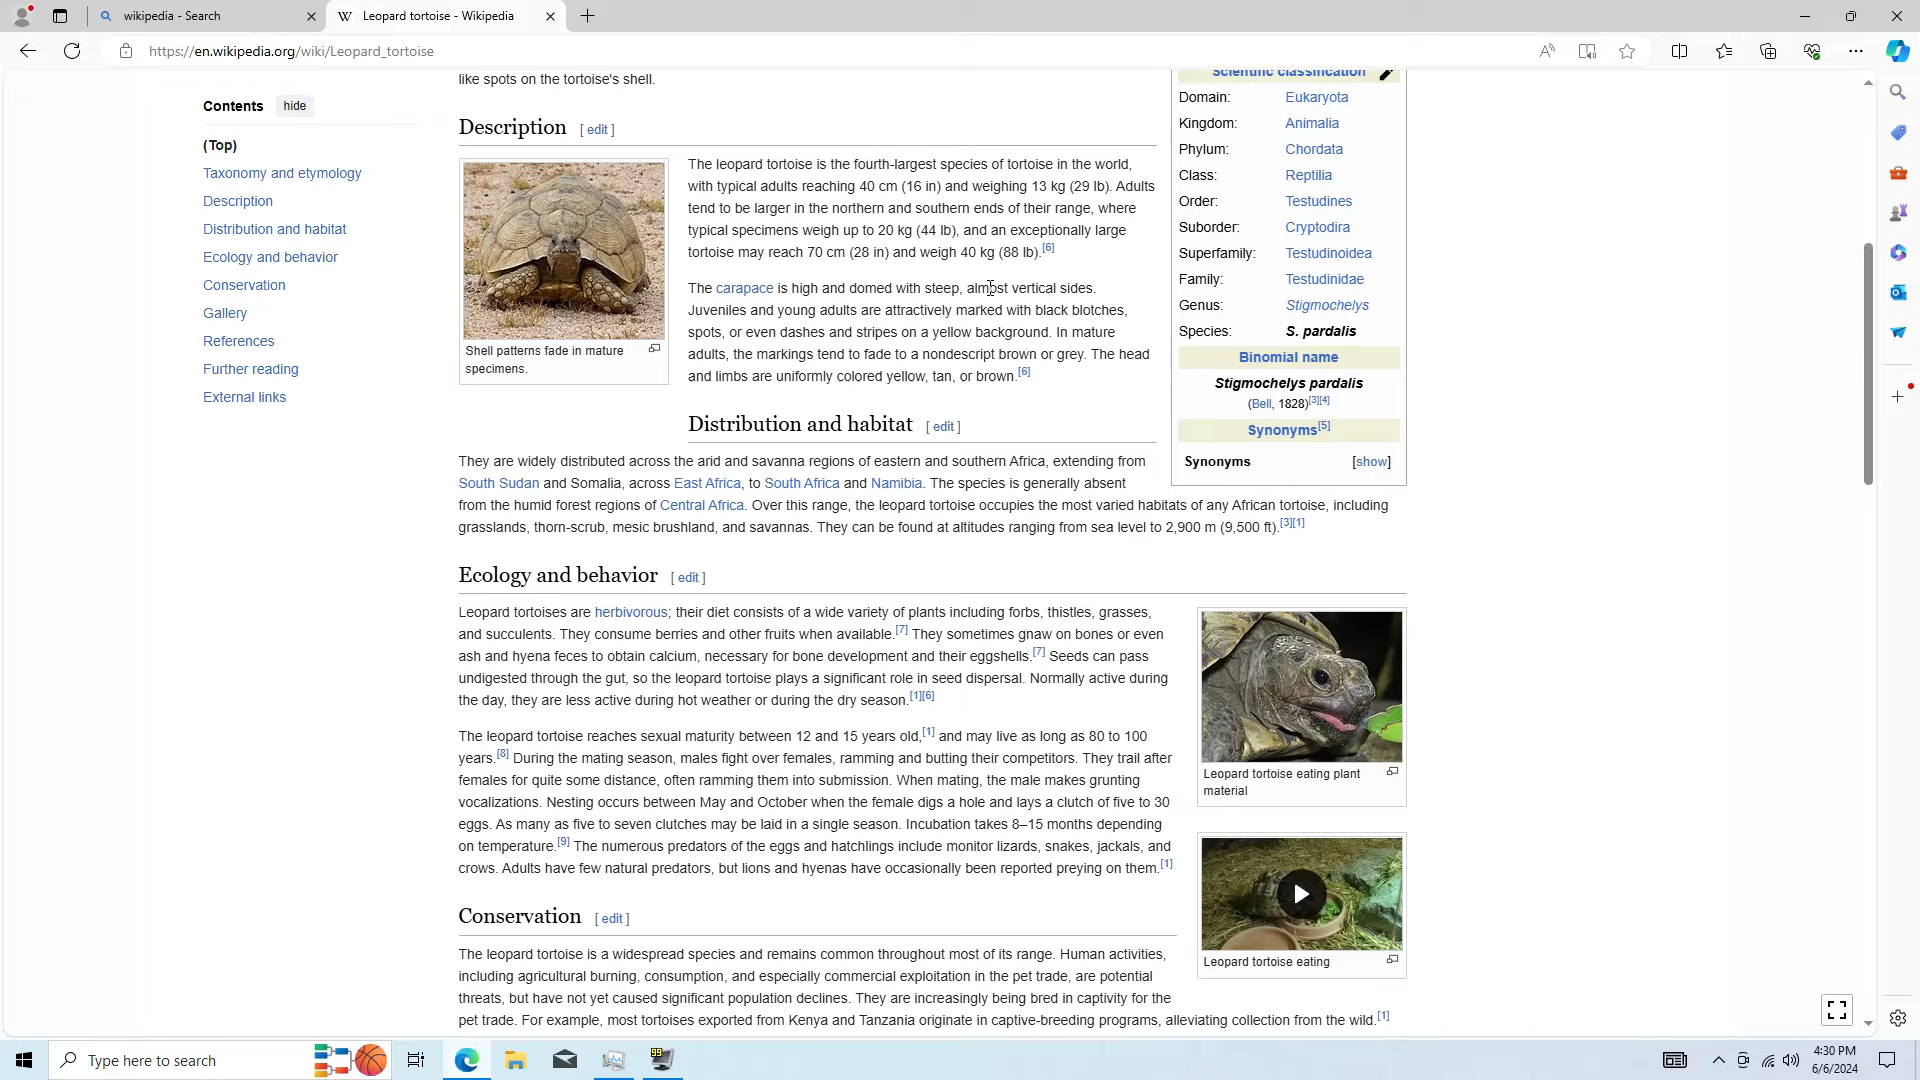 wikipedia - Search
Leopard tortoise - Wikipedia
https://en.wikipedia.org/wiki/Leopard_tortoise
like spots on the tortoise's shell.
Contents hide
(Top)
Taxonomy and etymology
Description
Distribution and habitat
Ecology and behavior
Conservation
Gallery
References
Further reading
External links
Description [ edit ]
Shell patterns fade in mature
specimens.
The leopard tortoise is the fourth-largest species of tortoise in the world,
with typical adults reaching 40 cm (16 in) and weighing 13 kg (29 lb). Adults
tend to be larger in the northern and southern ends of their range, where
typical specimens weigh up to 20 kg (44 lb), and an exceptionally large
tortoise may reach 70 cm (28 in) and weigh 40 kg (88 lb).[6]
The carapace is high and domed with steep, almost vertical sides.
Juveniles and young adults are attractively marked with black blotches,
spots, or even dashes and stripes on a yellow background. In mature
adults, the markings tend to fade to a nondescript brown or grey. The head
and limbs are uniformly colored yellow, tan, or brown.[6]
Scientific classification
Domain: Eukaryota
Kingdom: Animalia
Phylum: Chordata
Class: Reptilia
Order: Testudines
Suborder: Cryptodira
Superfamily: Testudinoidea
Family: Testudinidae
Genus: Stigmochelys
Species: S. pardalis
Binomial name
Stigmochelys pardalis
(Bell, 1828)[3][4]
Synonyms[5]
Synonyms [show]
Distribution and habitat [ edit ]
They are widely distributed across the arid and savanna regions of eastern and southern Africa, extending from
South Sudan and Somalia, across East Africa, to South Africa and Namibia. The species is generally absent
from the humid forest regions of Central Africa. Over this range, the leopard tortoise occupies the most varied habitats of any African tortoise, including
grasslands, thorn-scrub, mesic brushland, and savannas. They can be found at altitudes ranging from sea level to 2,900 m (9,500 ft).[3][1]
Ecology and behavior [ edit ]
Leopard tortoises are herbivorous; their diet consists of a wide variety of plants including forbs, thistles, grasses,
and succulents. They consume berries and other fruits when available.[7] They sometimes gnaw on bones or even
ash and hyena feces to obtain calcium, necessary for bone development and their eggshells.[7] Seeds can pass
undigested through the gut, so the leopard tortoise plays a significant role in seed dispersal. Normally active during
the day, they are less active during hot weather or during the dry season.[1][6]
The leopard tortoise reaches sexual maturity between 12 and 15 years old,[1] and may live as long as 80 to 100
years.[8] During the mating season, males fight over females, ramming and butting their competitors. They trail after
females for quite some distance, often ramming them into submission. When mating, the male makes grunting
vocalizations. Nesting occurs between May and October when the female digs a hole and lays a clutch of five to 30
eggs. As many as five to seven clutches may be laid in a single season. Incubation takes 8–15 months depending
on temperature.[9] The numerous predators of the eggs and hatchlings include monitor lizards, snakes, jackals, and
crows. Adults have few natural predators, but lions and hyenas have occasionally been reported preying on them.[1]
Leopard tortoise eating plant
material
Leopard tortoise eating
Conservation [ edit ]
The leopard tortoise is a widespread species and remains common throughout most of its range. Human activities,
including agricultural burning, consumption, and especially commercial exploitation in the pet trade, are potential
threats, but have not yet caused significant population declines. They are increasingly being bred in captivity for the
pet trade. For example, most tortoises exported from Kenya and Tanzania originate in captive-breeding programs, alleviating collection from the wild.[1]
Type here to search
99
4:30 PM
6/6/2024